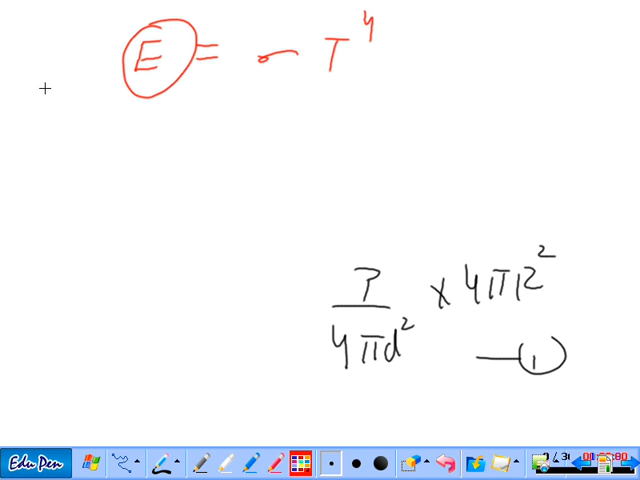 E = σ T⁴
P
× 4πR²
4πd²
—①
Edu Pen